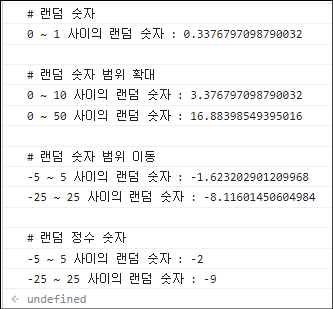 # 랜덤 숫자
0 ~ 1 사이의 랜덤 숫자 : 0.3376797098790032
# 랜덤 숫자 범위 확대
0 ~ 10 사이의 랜덤 숫자 : 3.376797098790032
0 ~ 50 사이의 랜덤 숫자 : 16.88398549395016
# 랜덤 숫자 범위 이동
-5 ~ 5 사이의 랜덤 숫자 : -1.623202901209968
-25 ~ 25 사이의 랜덤 숫자 : -8.11601450604984
# 랜덤 정수 숫자
-5 ~ 5 사이의 랜덤 숫자 : -2
-25 ~ 25 사이의 랜덤 숫자 : -9
undefined